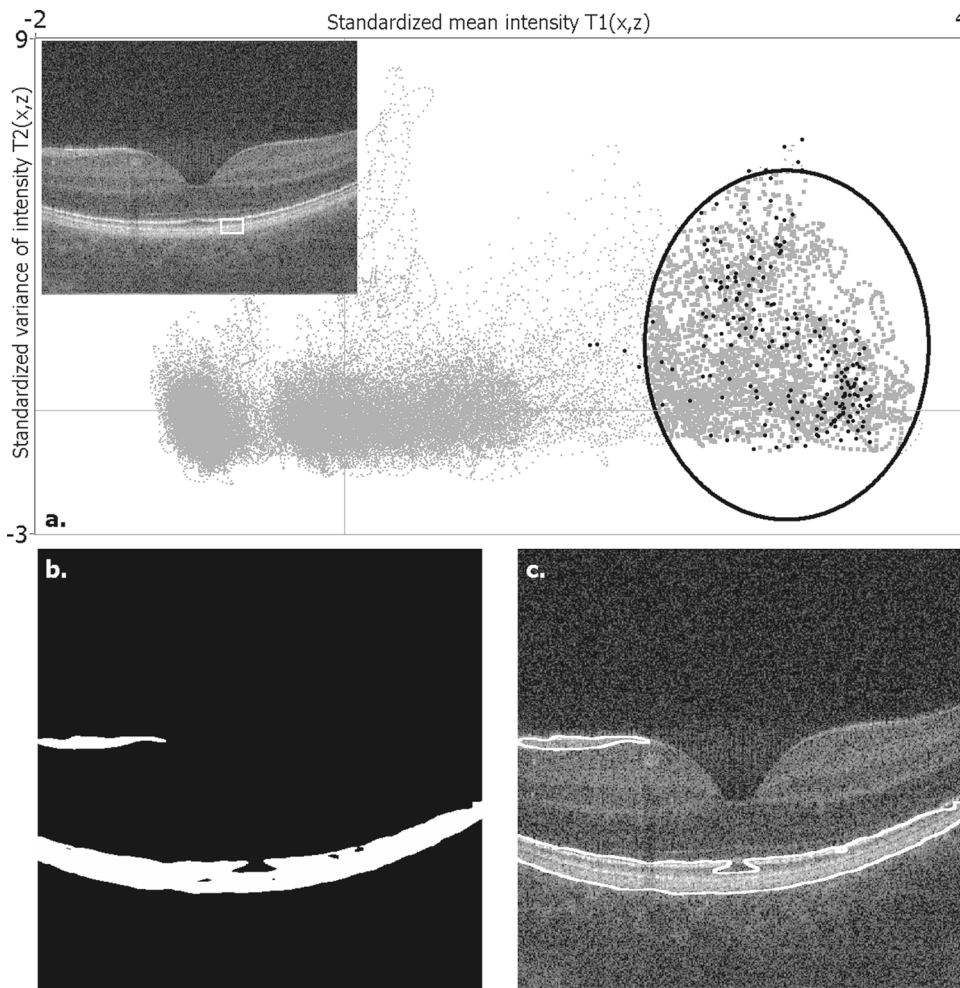 -2
Standardized mean intensity T1(x,z)
4
9
Standardized variance of intensity T2(x,z)
a.
-3
b.
c.